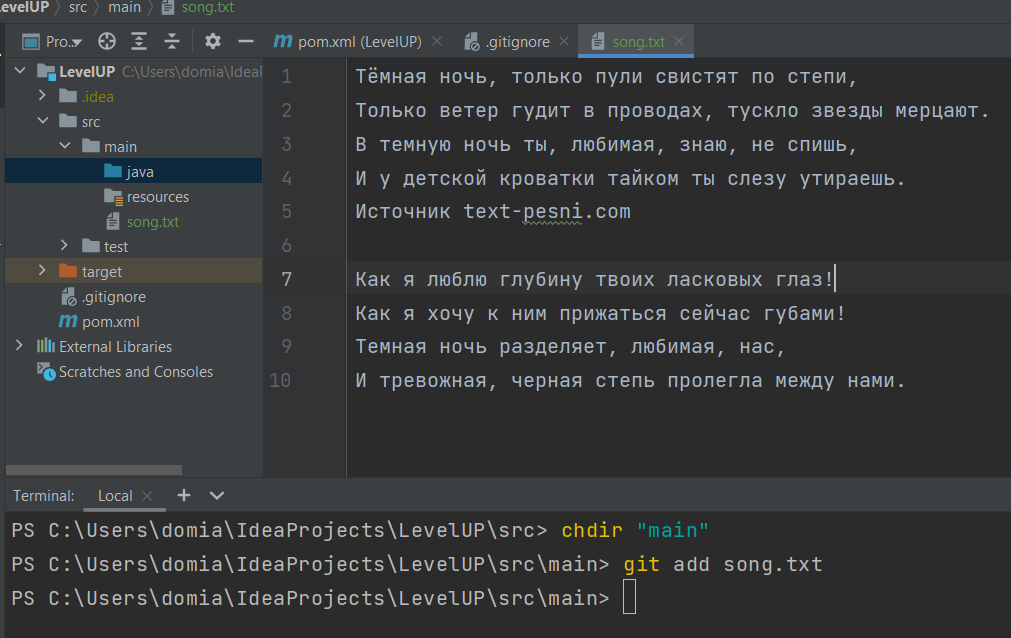 evelUP src main song.txt
Pro.. pom.xml (LevelUP) .gitignore song.txt
LevelUP C:\Users\domia\Ideal
.idea
src
main
java
resources
song.txt
test
target
.gitignore
pom.xml
External Libraries
Scratches and Consoles
1 Тёмная ночь, только пули свистят по степи,
2 Только ветер гудит в проводах, тускло звезды мерцают.
3 В темную ночь ты, любимая, знаю, не спишь,
4 И у детской кроватки тайком ты слезу утираешь.
5 Источник text-pesni.com
6
7 Как я люблю глубину твоих ласковых глаз!
8 Как я хочу к ним прижаться сейчас губами!
9 Темная ночь разделяет, любимая, нас,
10 И тревожная, черная степь пролегла между нами.
Terminal: Local
PS C:\Users\domia\IdeaProjects\LevelUP\src> chdir "main"
PS C:\Users\domia\IdeaProjects\LevelUP\src\main> git add song.txt
PS C:\Users\domia\IdeaProjects\LevelUP\src\main>